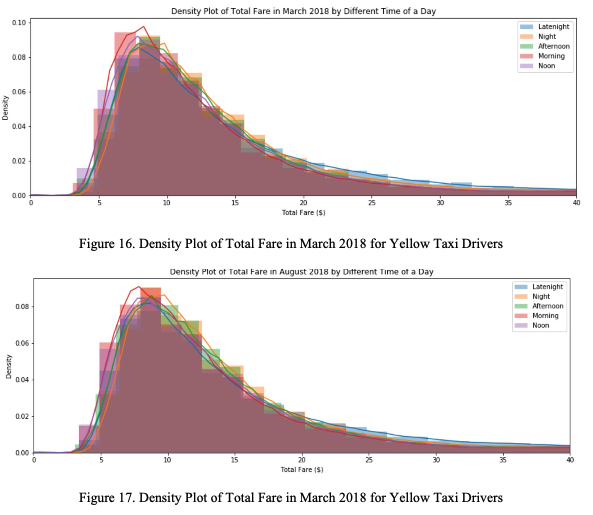 Density Plot of Total Fare in March 2018 by Different Time of a Day
0.10
0.08
0.06
0.04
0.02
0.00
Density
Latenight
Night
Afternoon
Morning
Noon
0 5 10 15 20 25 30 35 40
Total Fare ($)
Figure 16. Density Plot of Total Fare in March 2018 for Yellow Taxi Drivers
Density Plot of Total Fare in August 2018 by Different Time of a Day
0.08
0.06
0.04
0.02
0.00
Density
Latenight
Night
Afternoon
Morning
Noon
0 5 10 15 20 25 30 35 40
Total Fare ($)
Figure 17. Density Plot of Total Fare in March 2018 for Yellow Taxi Drivers